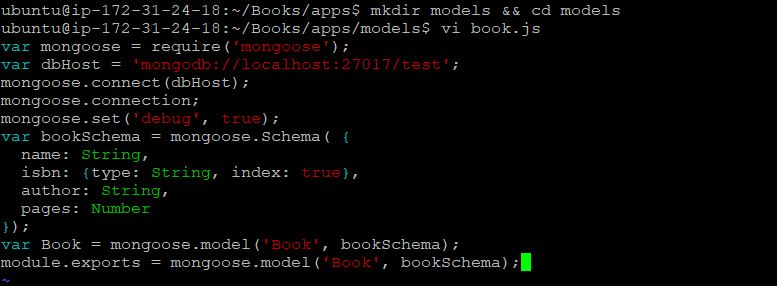 ubuntu@ip-172-31-24-18:~/Books/apps$ mkdir models && cd models
ubuntu@ip-172-31-24-18:~/Books/apps/models$ vi book.js
var mongoose = require('mongoose');
var dbHost = 'mongodb://localhost:27017/test';
mongoose.connect(dbHost);
mongoose.connection;
mongoose.set('debug', true);
var bookSchema = mongoose.Schema( {
  name: String,
  isbn: {type: String, index: true},
  author: String,
  pages: Number
});
var Book = mongoose.model('Book', bookSchema);
module.exports = mongoose.model('Book', bookSchema);
~